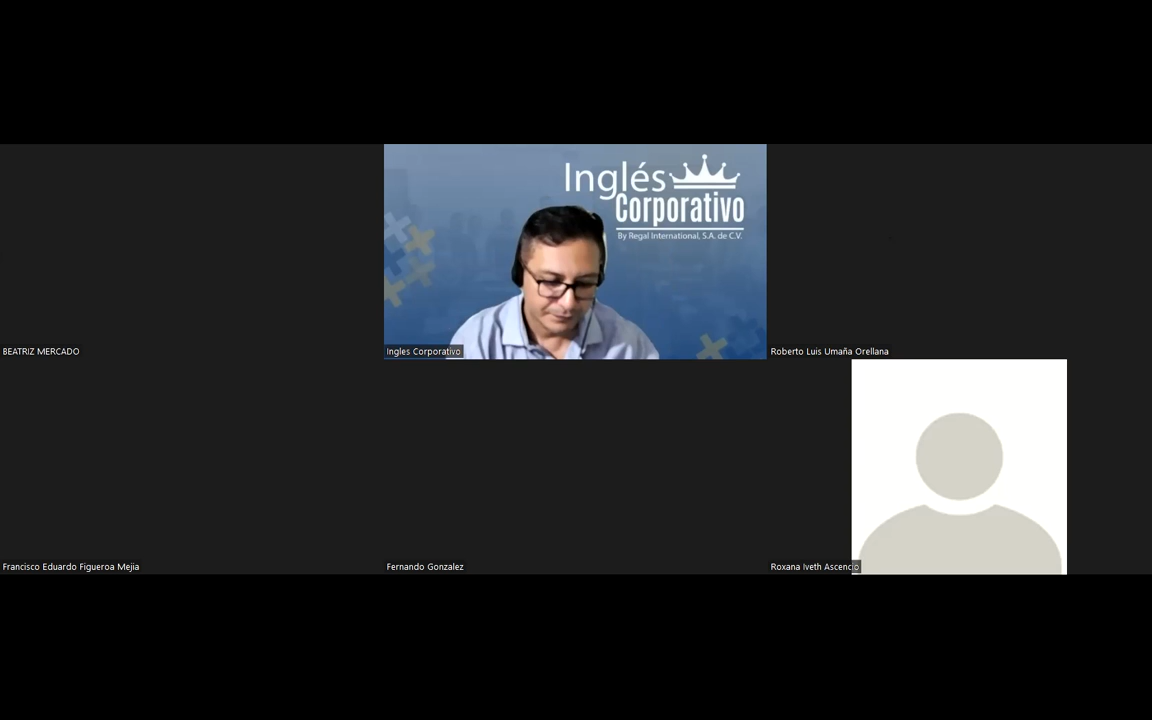 Inglés
Corporativo
By Regal International, S.A. de C.V.
BEATRIZ MERCADO
Ingles Corporativo
Roberto Luis Umaña Orellana
Francisco Eduardo Figueroa Mejia
Fernando Gonzalez
Roxana Iveth Ascencio